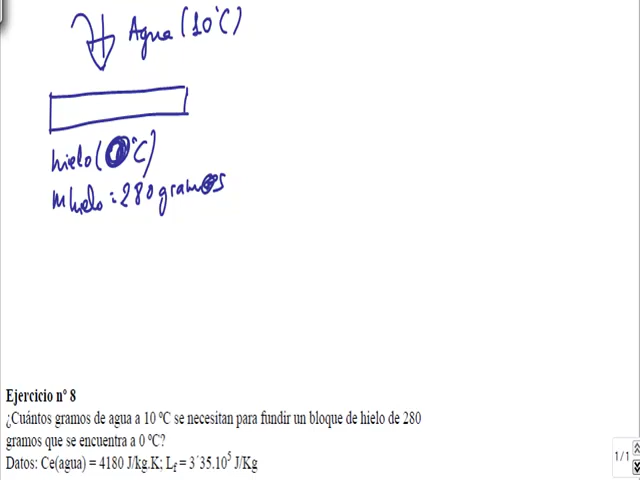 Agua (10°C)
hielo (0°C)
mhielo = 280 gramos
Ejercicio nº 8
¿Cuántos gramos de agua a 10 ºC se necesitan para fundir un bloque de hielo de 280
gramos que se encuentra a 0 ºC?
Datos: Ce(agua) = 4180 J/kg.K; Lf = 3´35.10⁵ J/Kg
1/1